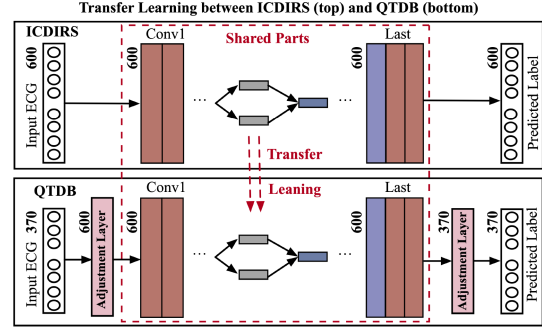 Transfer Learning between ICDIRS (top) and QTDB (bottom)
ICDIRS
Input ECG
600
600
Conv1
Shared Parts
...
...
Last
600
600
Predicted Label
Transfer
Leaning
QTDB
Input ECG
370
600
Adjustment Layer
600
Conv1
...
...
Last
600
370
Adjustment Layer
370
Predicted Label